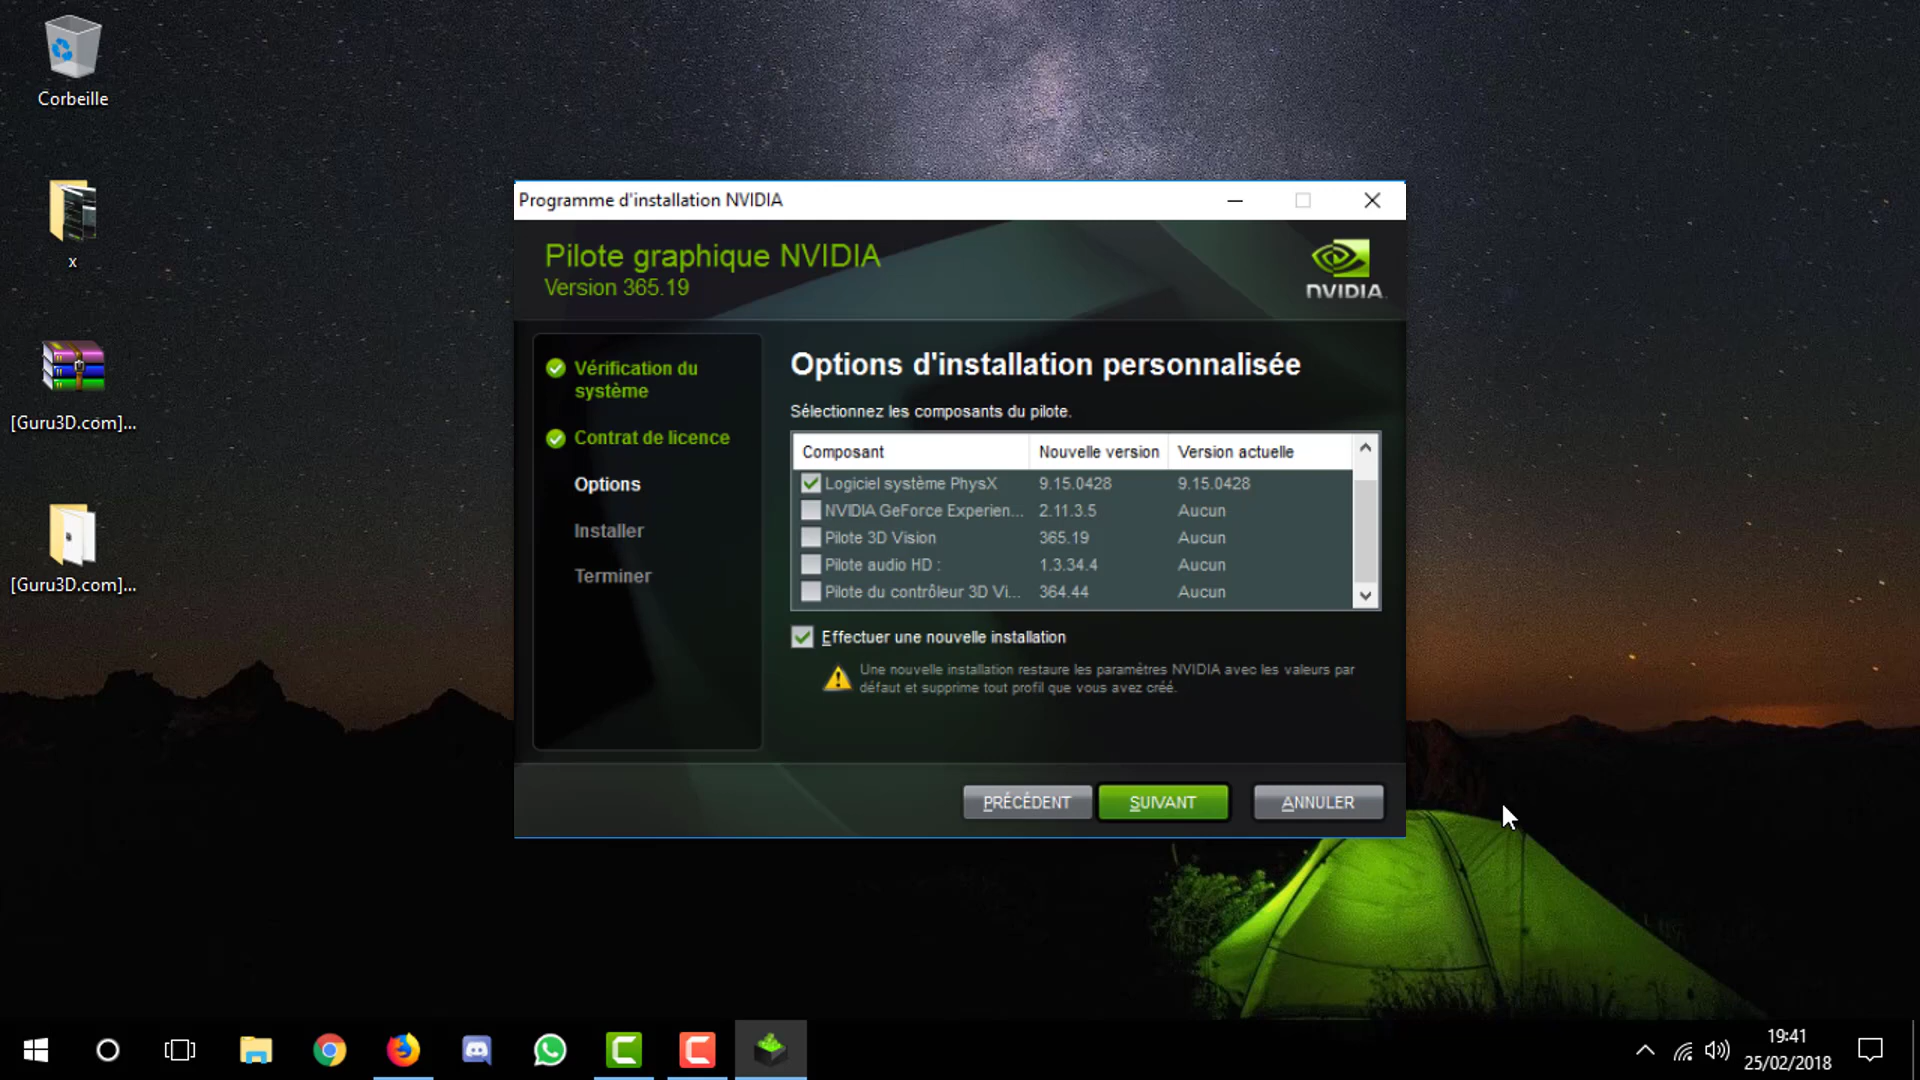 Corbeille
x
[Guru3D.com]...
[Guru3D.com]...
Programme d'installation NVIDIA
Pilote graphique NVIDIA
Version 365.19
NVIDIA
Vérification du
système
Contrat de licence
Options
Installer
Terminer
Options d'installation personnalisée
Sélectionnez les composants du pilote.
Composant Nouvelle version Version actuelle
Logiciel système PhysX 9.15.0428 9.15.0428
NVIDIA GeForce Experien... 2.11.3.5 Aucun
Pilote 3D Vision 365.19 Aucun
Pilote audio HD : 1.3.34.4 Aucun
Pilote du contrôleur 3D Vi... 364.44 Aucun
Effectuer une nouvelle installation
Une nouvelle installation restaure les paramètres NVIDIA avec les valeurs par
défaut et supprime tout profil que vous avez créé.
PRÉCÉDENT SUIVANT ANNULER
19:41
25/02/2018